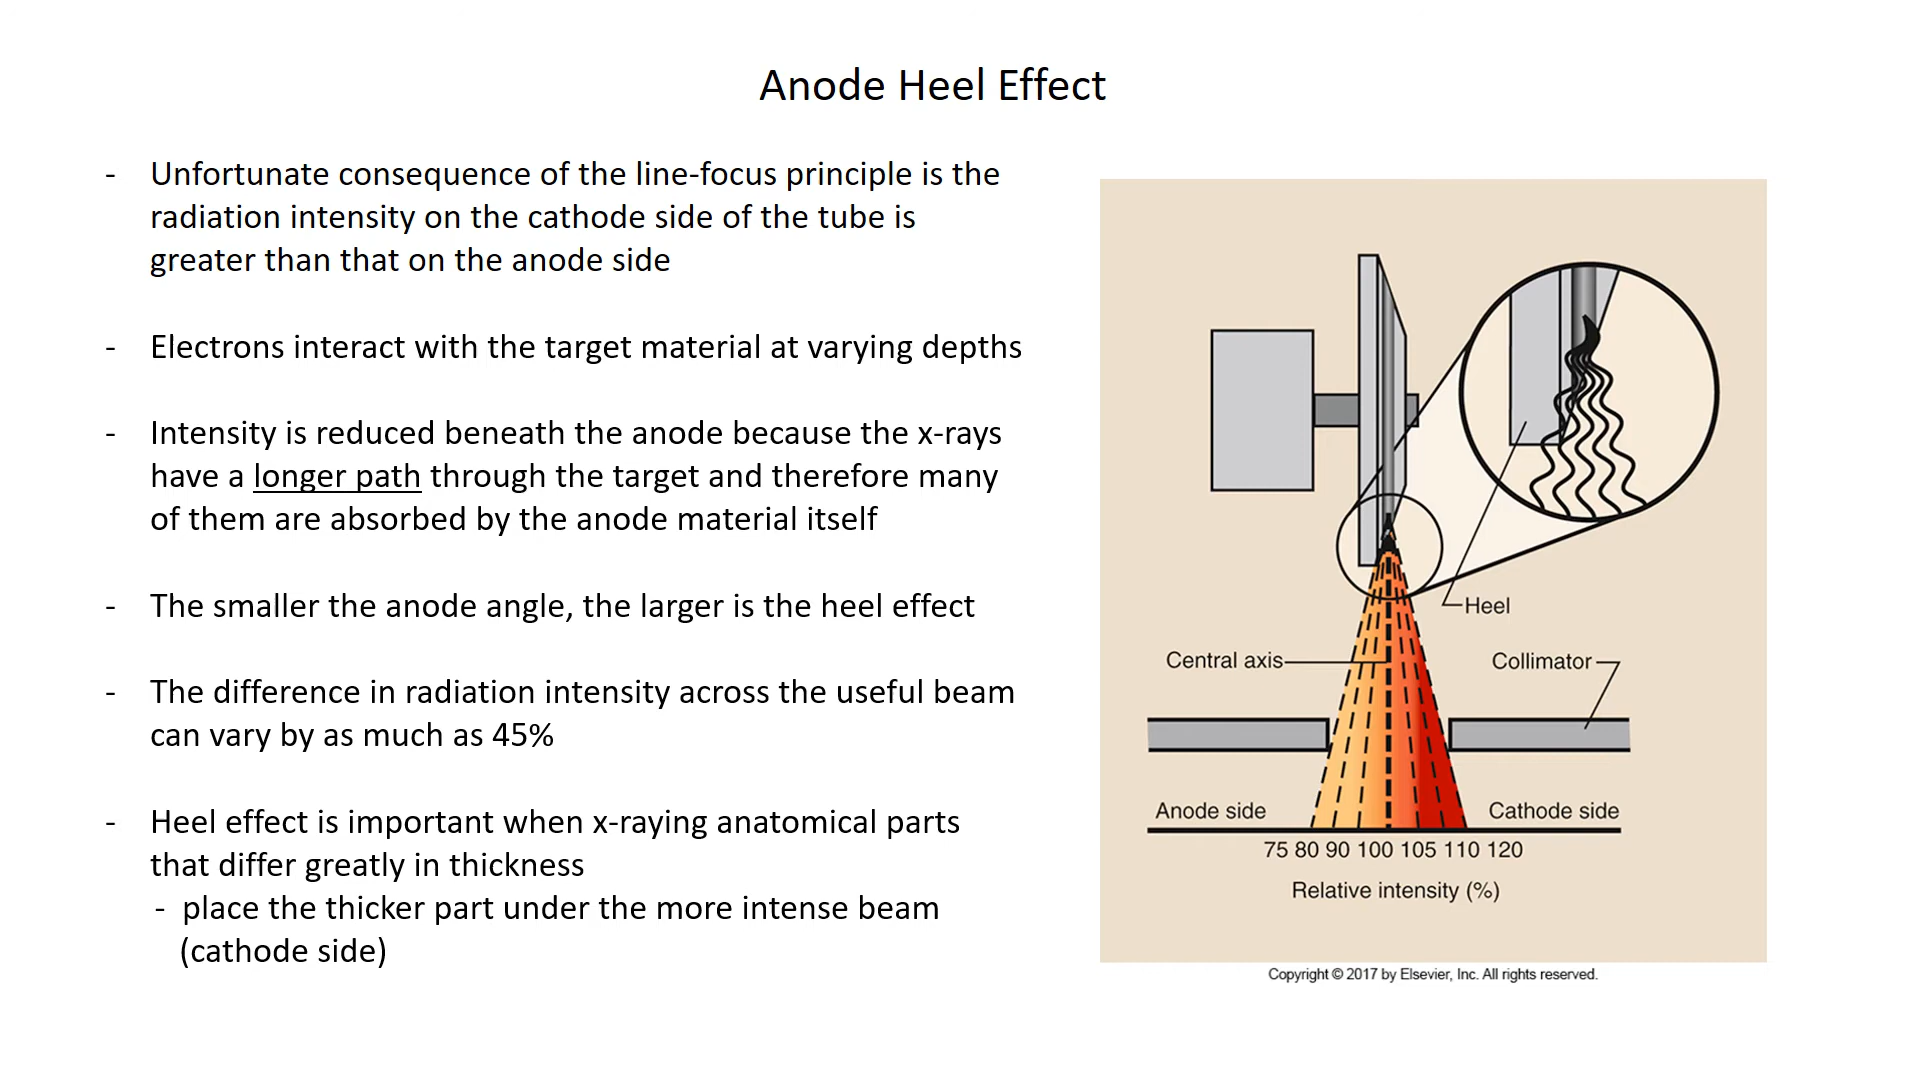 Anode Heel Effect
- Unfortunate consequence of the line-focus principle is the
radiation intensity on the cathode side of the tube is
greater than that on the anode side
- Electrons interact with the target material at varying depths
- Intensity is reduced beneath the anode because the x-rays
have a longer path through the target and therefore many
of them are absorbed by the anode material itself
- The smaller the anode angle, the larger is the heel effect
- The difference in radiation intensity across the useful beam
can vary by as much as 45%
- Heel effect is important when x-raying anatomical parts
that differ greatly in thickness
- place the thicker part under the more intense beam
(cathode side)
Heel
Central axis
Collimator
Anode side
Cathode side
75 80 90 100 105 110 120
Relative intensity (%)
Copyright © 2017 by Elsevier, Inc. All rights reserved.